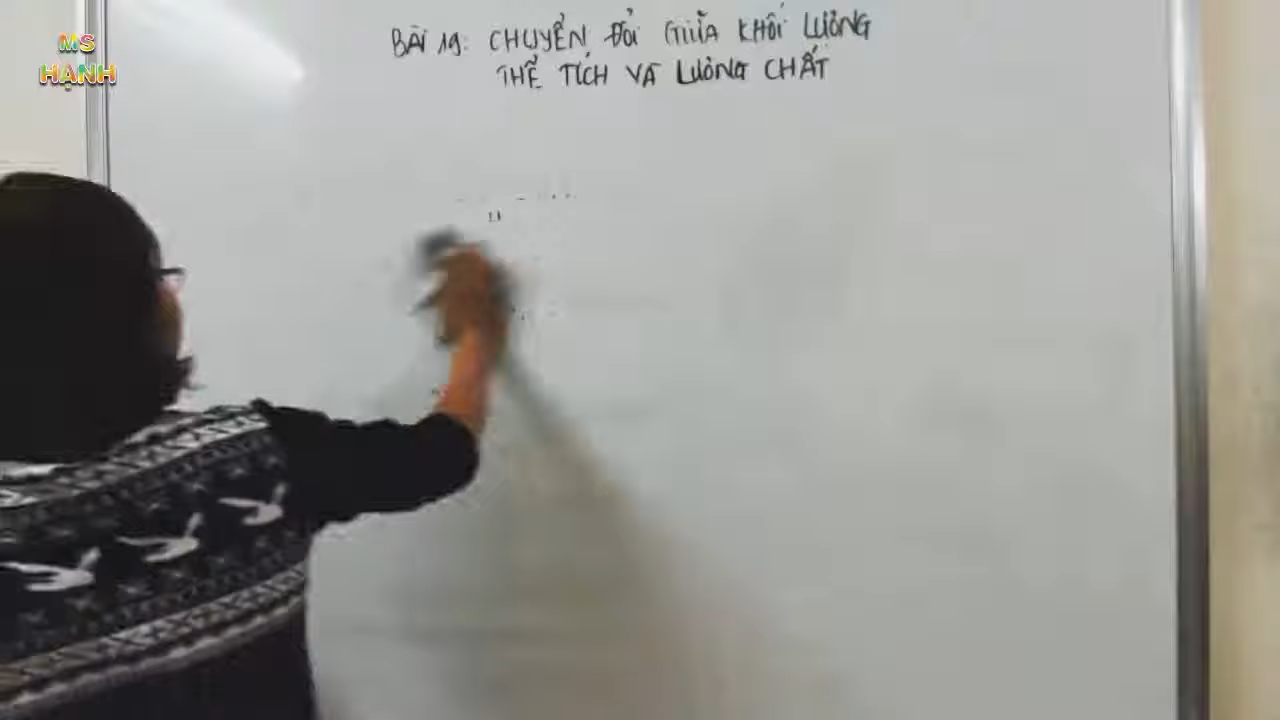 MS
HẠNH
BÀI 19: CHUYỂN ĐỔI GIỮA KHỐI LƯỢNG
THỂ TÍCH VÀ LƯỢNG CHẤT